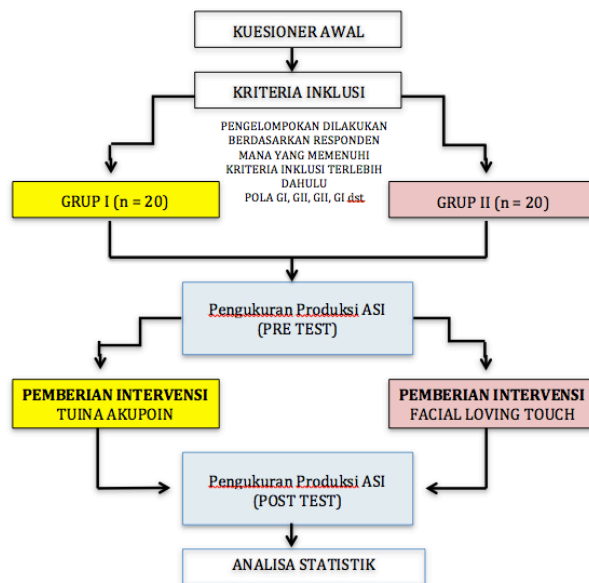 KUESIONER AWAL
KRITERIA INKLUSI
PENGELOMPOKAN DILAKUKAN
BERDASARKAN RESPONDEN
MANA YANG MEMENUHI
KRITERIA INKLUSI TERLEBIH
DAHULU
POLA GI, GII, GII, GI dst
GRUP I (n = 20)
GRUP II (n = 20)
Pengukuran Produksi ASI
(PRE TEST)
PEMBERIAN INTERVENSI
TUINA AKUPOIN
PEMBERIAN INTERVENSI
FACIAL LOVING TOUCH
Pengukuran Produksi ASI
(POST TEST)
ANALISA STATISTIK